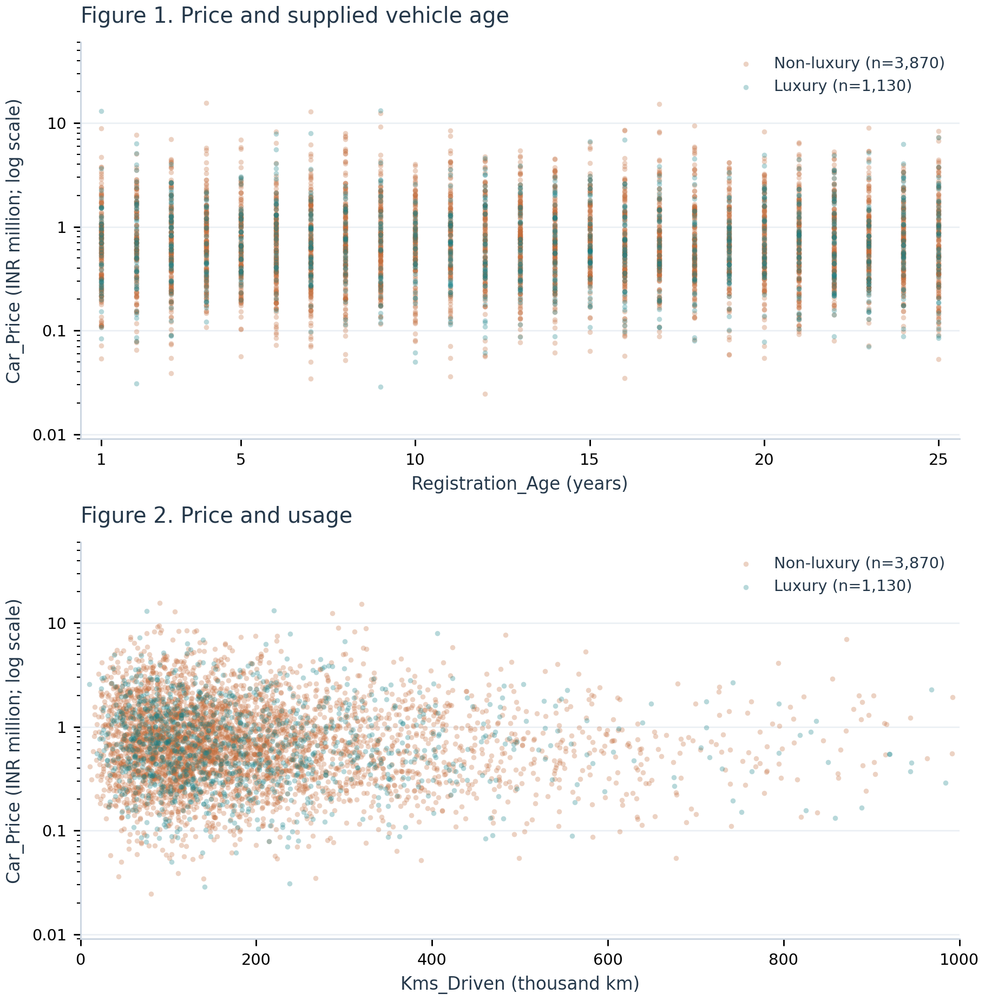 Figure 1. Price and supplied vehicle age
Non-luxury (n=3,870)
Luxury (n=1,130)
Car_Price (INR million; log scale)
10
1
0.1
0.01
1 5 10 15 20 25
Registration_Age (years)
Figure 2. Price and usage
Non-luxury (n=3,870)
Luxury (n=1,130)
Car_Price (INR million; log scale)
10
1
0.1
0.01
0 200 400 600 800 1000
Kms_Driven (thousand km)